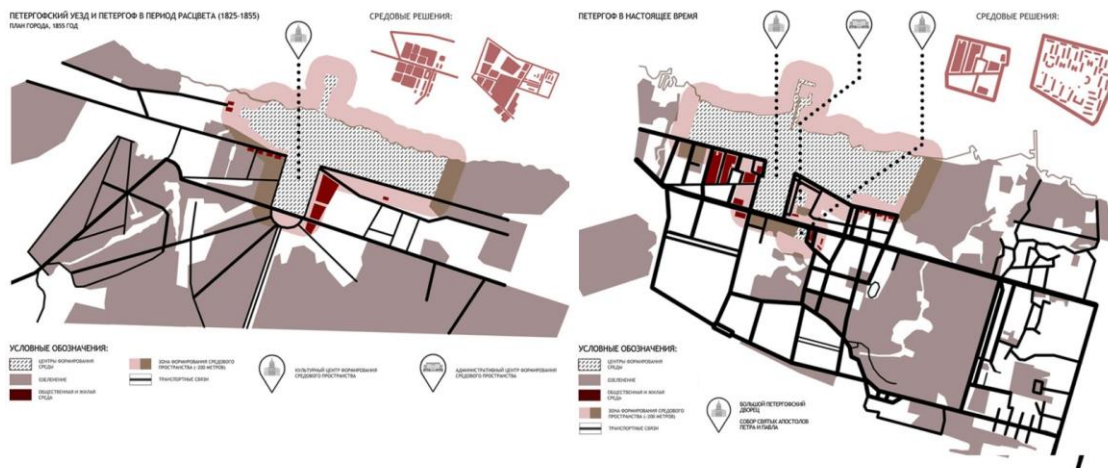 ПЕТЕРГОФСКИЙ УЕЗД И ПЕТЕРГОФ В ПЕРИОД РАСЦВЕТА (1825-1855)
ПЛАН ГОРОДА, 1855 ГОД
СРЕДОВЫЕ РЕШЕНИЯ:
УСЛОВНЫЕ ОБОЗНАЧЕНИЯ:
ЦЕНТРЫ ФОРМИРОВАНИЯ
СРЕДЫ
ОЗЕЛЕНЕНИЕ
ОБЩЕСТВЕННАЯ И ЖИЛАЯ
СРЕДА
ЗОНА ФОРМИРОВАНИЯ СРЕДОВОГО
ПРОСТРАНСТВА (~200 МЕТРОВ)
ТРАНСПОРТНЫЕ СВЯЗИ
КУЛЬТУРНЫЙ ЦЕНТР ФОРМИРОВАНИЯ
СРЕДОВОГО ПРОСТРАНСТВА
АДМИНИСТРАТИВНЫЙ ЦЕНТР ФОРМИРОВАНИЯ
СРЕДОВОГО ПРОСТРАНСТВА
ПЕТЕРГОФ В НАСТОЯЩЕЕ ВРЕМЯ
СРЕДОВЫЕ РЕШЕНИЯ:
УСЛОВНЫЕ ОБОЗНАЧЕНИЯ:
ЦЕНТРЫ ФОРМИРОВАНИЯ
СРЕДЫ
ОЗЕЛЕНЕНИЕ
ОБЩЕСТВЕННАЯ И ЖИЛАЯ
СРЕДА
ЗОНА ФОРМИРОВАНИЯ СРЕДОВОГО
ПРОСТРАНСТВА (~200 МЕТРОВ)
ТРАНСПОРТНЫЕ СВЯЗИ
БОЛЬШОЙ ПЕТЕРГОФСКИЙ
ДВОРЕЦ
СОБОР СВЯТЫХ АПОСТОЛОВ
ПЕТРА И ПАВЛА